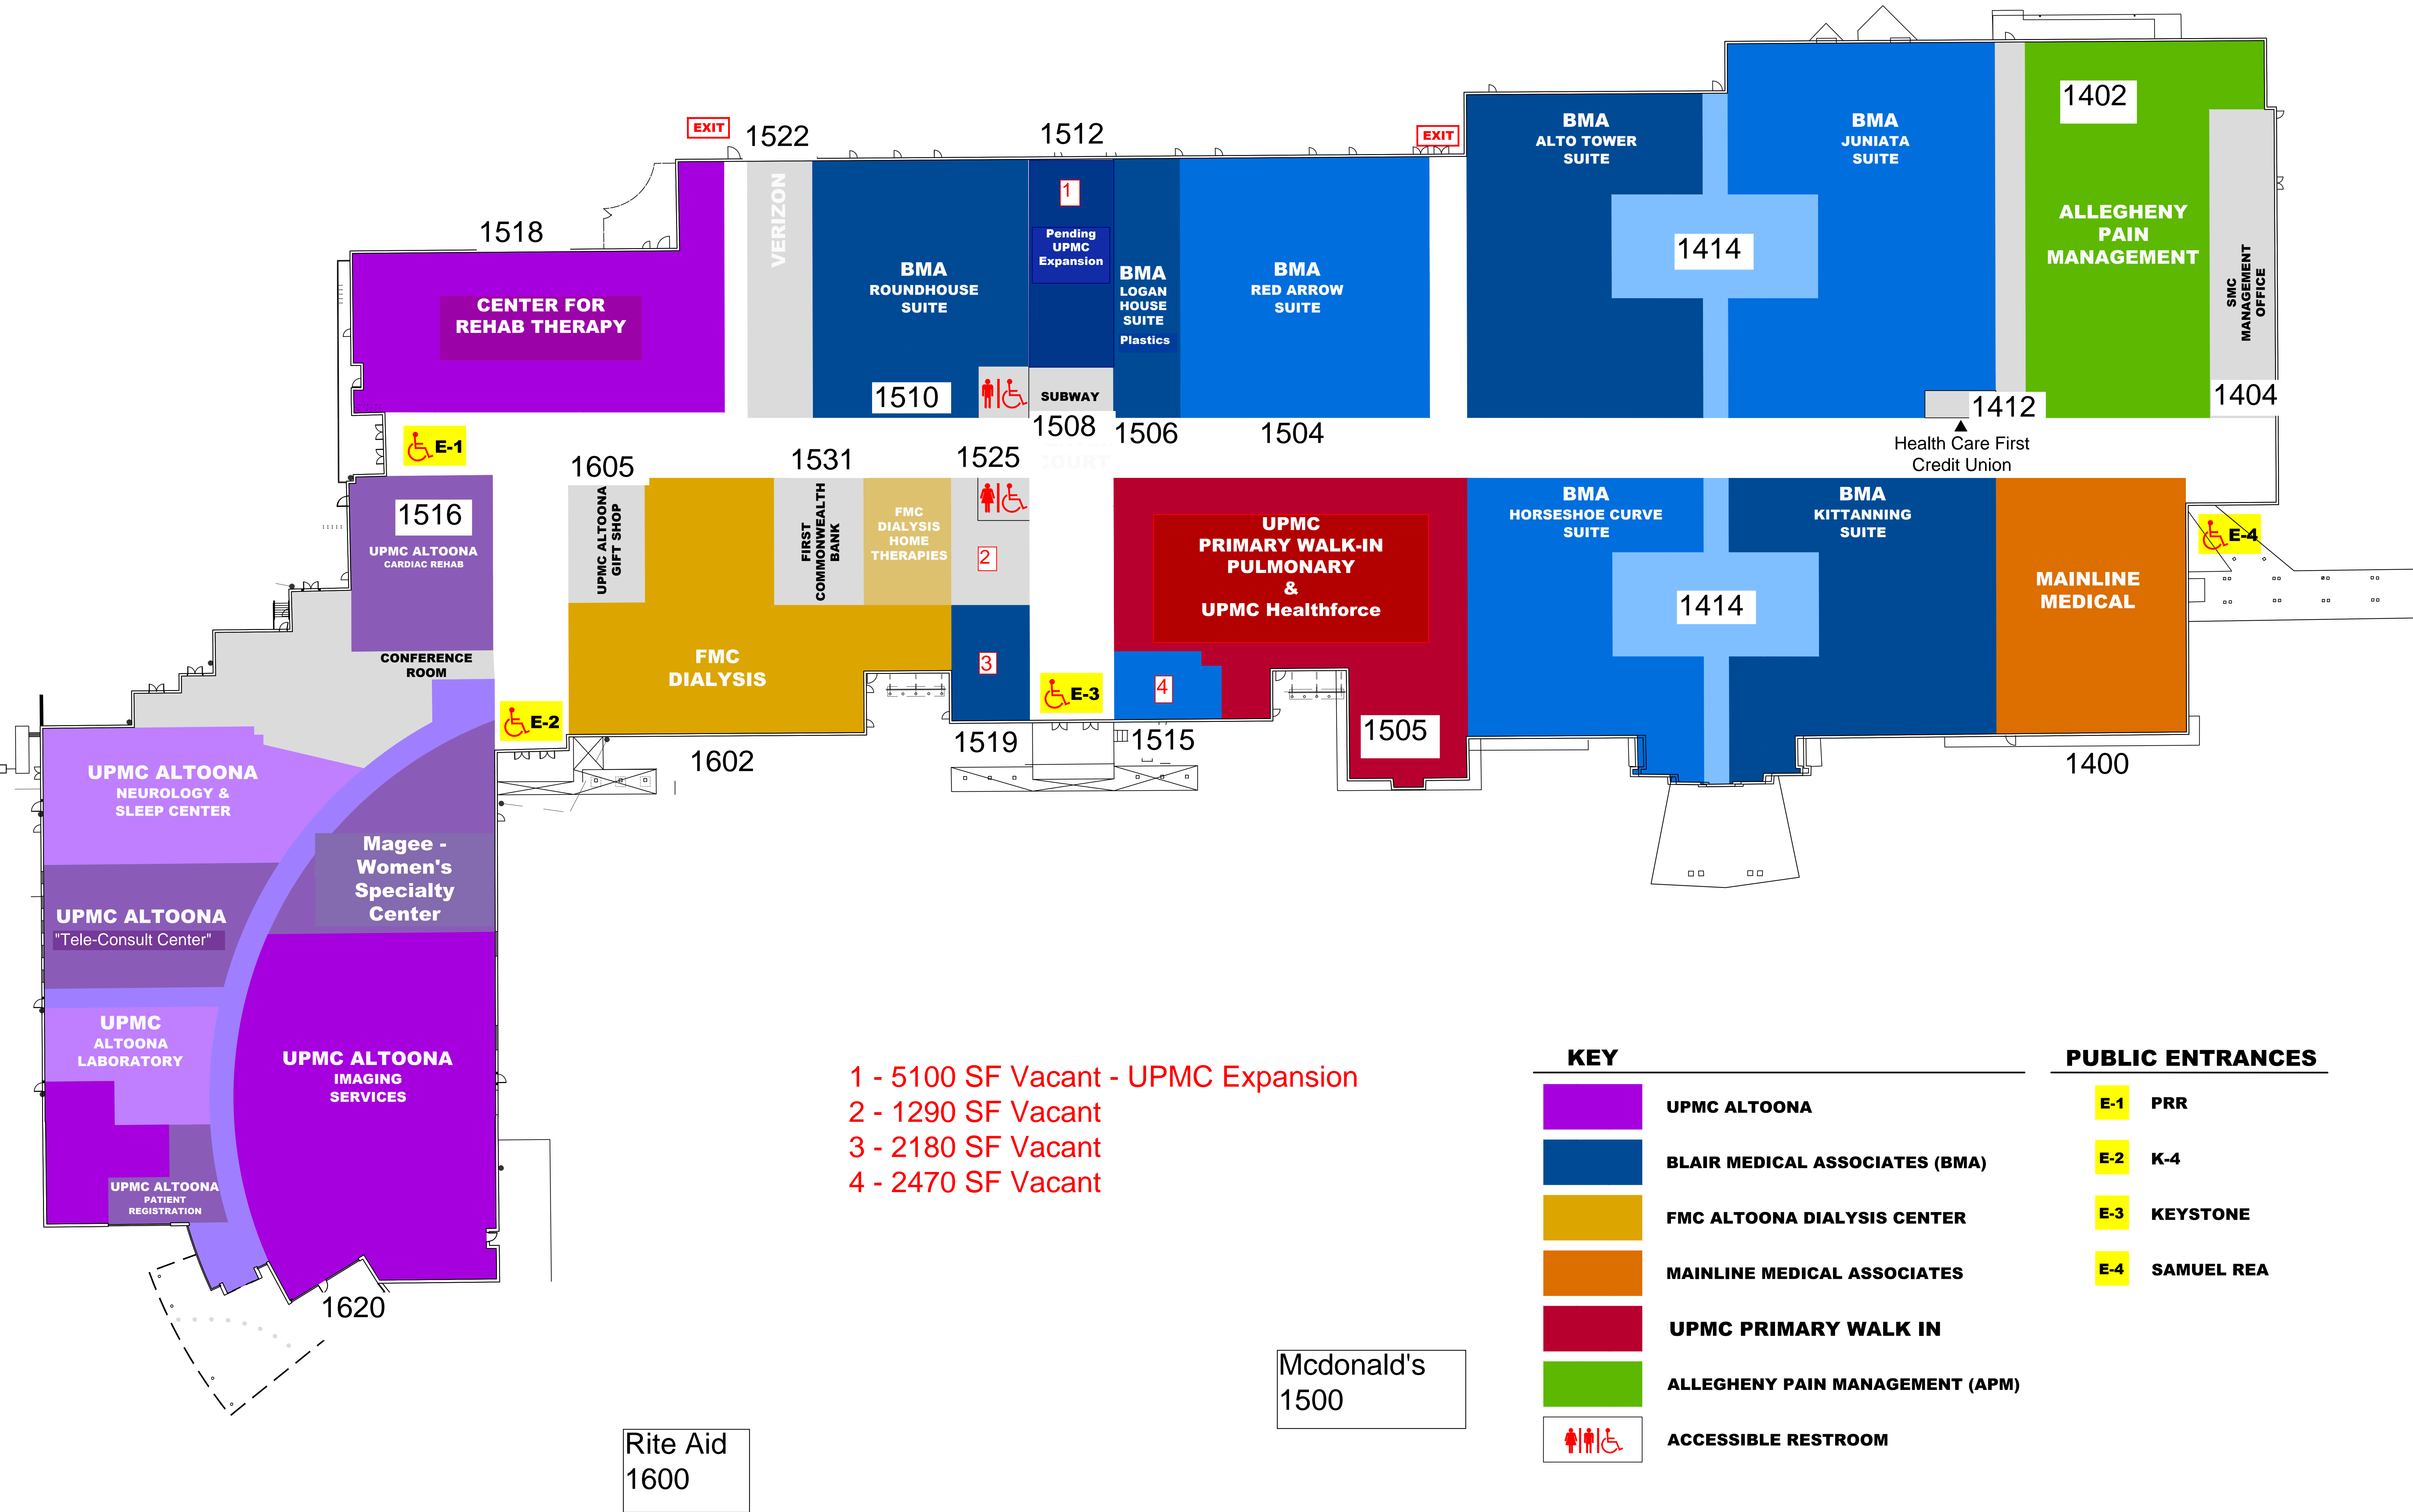 EXIT
1522
1512
EXIT
1518
VERIZON
1
Pending
UPMC
Expansion
BMA
ROUNDHOUSE
SUITE
BMA
LOGAN
HOUSE
SUITE
Plastics
BMA
RED ARROW
SUITE
BMA
ALTO TOWER
SUITE
BMA
JUNIATA
SUITE
1402
1414
ALLEGHENY
PAIN
MANAGEMENT
SMC
MANAGEMENT
OFFICE
CENTER FOR
REHAB THERAPY
1510
SUBWAY
1508
1506
1504
1412
1404
Health Care First
Credit Union
E-1
1605
1531
1525
COURT
1516
UPMC ALTOONA
CARDIAC REHAB
UPMC ALTOONA
GIFT SHOP
FIRST
COMMONWEALTH
BANK
FMC
DIALYSIS
HOME
THERAPIES
2
UPMC
PRIMARY WALK-IN
PULMONARY
&
UPMC Healthforce
BMA
HORSESHOE CURVE
SUITE
BMA
KITTANNING
SUITE
1414
MAINLINE
MEDICAL
E-4
CONFERENCE
ROOM
FMC
DIALYSIS
3
E-3
4
E-2
1602
1519
1515
1505
1400
UPMC ALTOONA
NEUROLOGY &
SLEEP CENTER
Magee -
Women's
Specialty
Center
UPMC ALTOONA
"Tele-Consult Center"
UPMC
ALTOONA
LABORATORY
UPMC ALTOONA
IMAGING
SERVICES
UPMC ALTOONA
PATIENT
REGISTRATION
1620
1 - 5100 SF Vacant - UPMC Expansion
2 - 1290 SF Vacant
3 - 2180 SF Vacant
4 - 2470 SF Vacant
Mcdonald's
1500
Rite Aid
1600
KEY
UPMC ALTOONA
BLAIR MEDICAL ASSOCIATES (BMA)
FMC ALTOONA DIALYSIS CENTER
MAINLINE MEDICAL ASSOCIATES
UPMC PRIMARY WALK IN
ALLEGHENY PAIN MANAGEMENT (APM)
ACCESSIBLE RESTROOM
PUBLIC ENTRANCES
E-1 PRR
E-2 K-4
E-3 KEYSTONE
E-4 SAMUEL REA